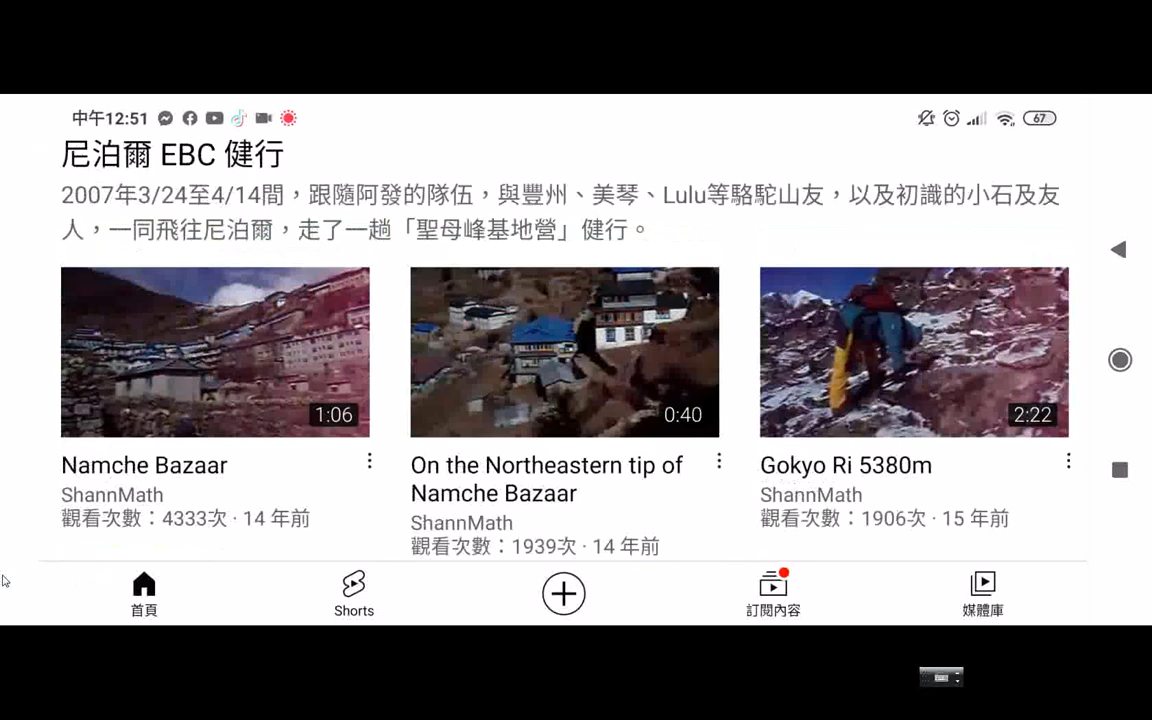 中午12:51
67
尼泊爾 EBC 健行
2007年3/24至4/14間，跟隨阿發的隊伍，與豐州、美琴、Lulu等駱駝山友，以及初識的小石及友
人，一同飛往尼泊爾，走了一趟「聖母峰基地營」健行。
1:06
0:40
2:22
Namche Bazaar
ShannMath
觀看次數：4333次 · 14 年前
On the Northeastern tip of
Namche Bazaar
ShannMath
觀看次數：1939次 · 14 年前
Gokyo Ri 5380m
ShannMath
觀看次數：1906次 · 15 年前
首頁
Shorts
訂閱內容
媒體庫